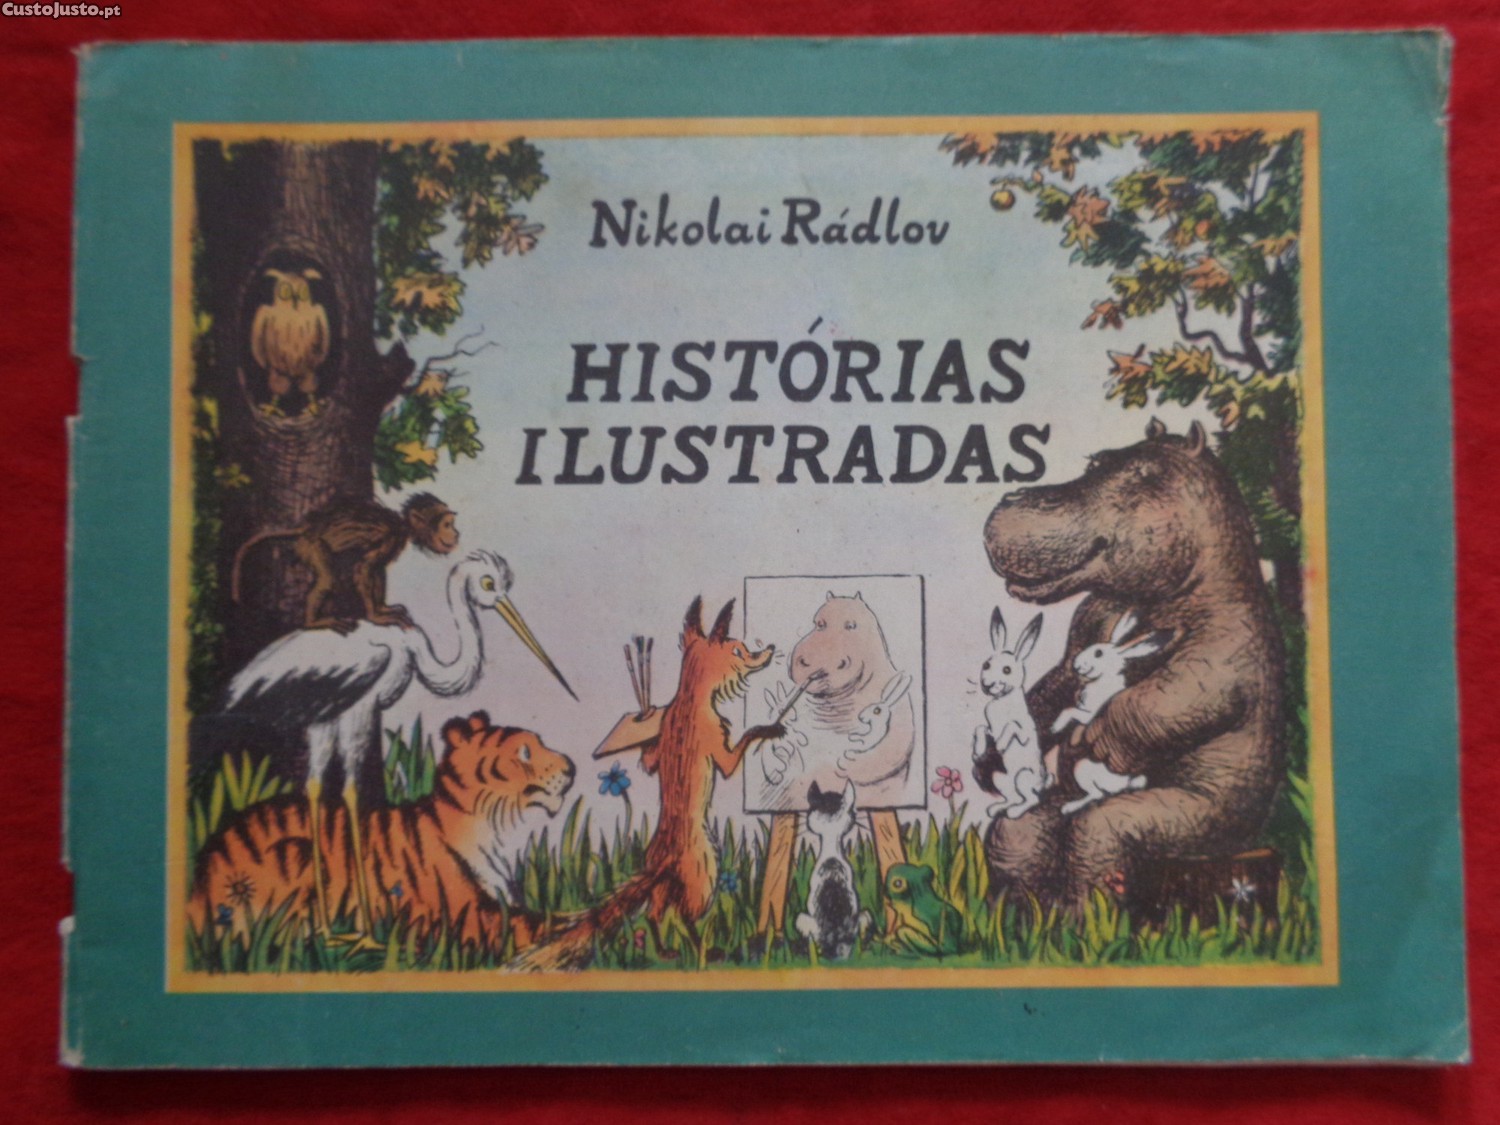 CustoJusto.pt
Nikolai Rádlov
HISTÓRIAS
ILUSTRADAS